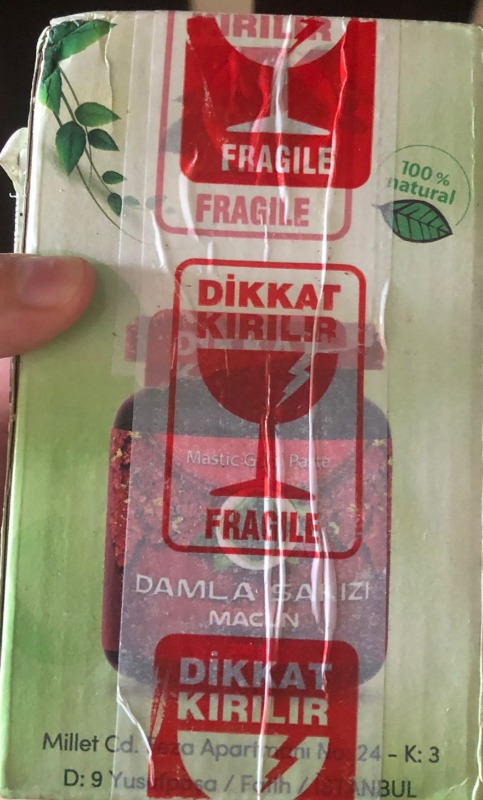 KIRILIR
FRAGILE
FRAGILE
100 %
natural
DİKKAT
KIRILIR
Mastic Gum Paste
FRAGILE
DAMLA SAKIZI
MACUN
DİKKAT
KIRILIR
Millet Cd. Feza Apartmanı No: 24 - K: 3
D: 9 Yusufpaşa / Fatih / İSTANBUL